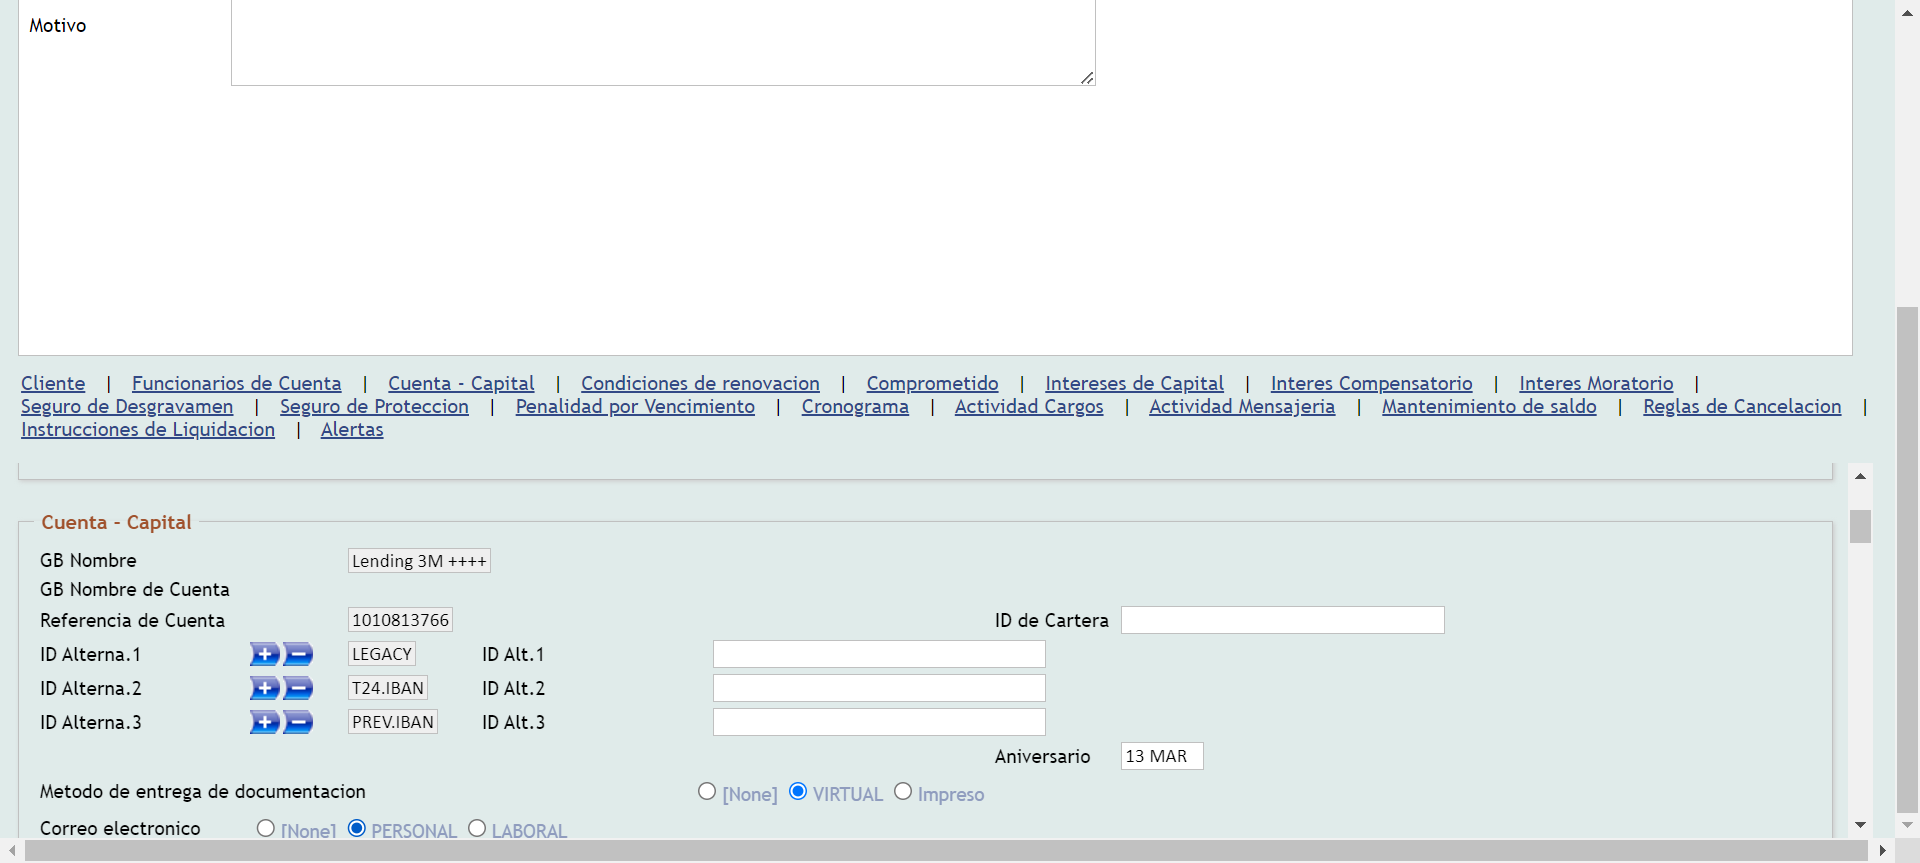 Motivo
Cliente | Funcionarios de Cuenta | Cuenta - Capital | Condiciones de renovacion | Comprometido | Intereses de Capital | Interes Compensatorio | Interes Moratorio |
Seguro de Desgravamen | Seguro de Proteccion | Penalidad por Vencimiento | Cronograma | Actividad Cargos | Actividad Mensajeria | Mantenimiento de saldo | Reglas de Cancelacion |
Instrucciones de Liquidacion | Alertas
Cuenta - Capital
GB Nombre Lending 3M ++++
GB Nombre de Cuenta
Referencia de Cuenta 1010813766 ID de Cartera
ID Alterna.1 LEGACY ID Alt.1
ID Alterna.2 T24.IBAN ID Alt.2
ID Alterna.3 PREV.IBAN ID Alt.3
Aniversario 13 MAR
Metodo de entrega de documentacion [None] VIRTUAL Impreso
Correo electronico [None] PERSONAL LABORAL